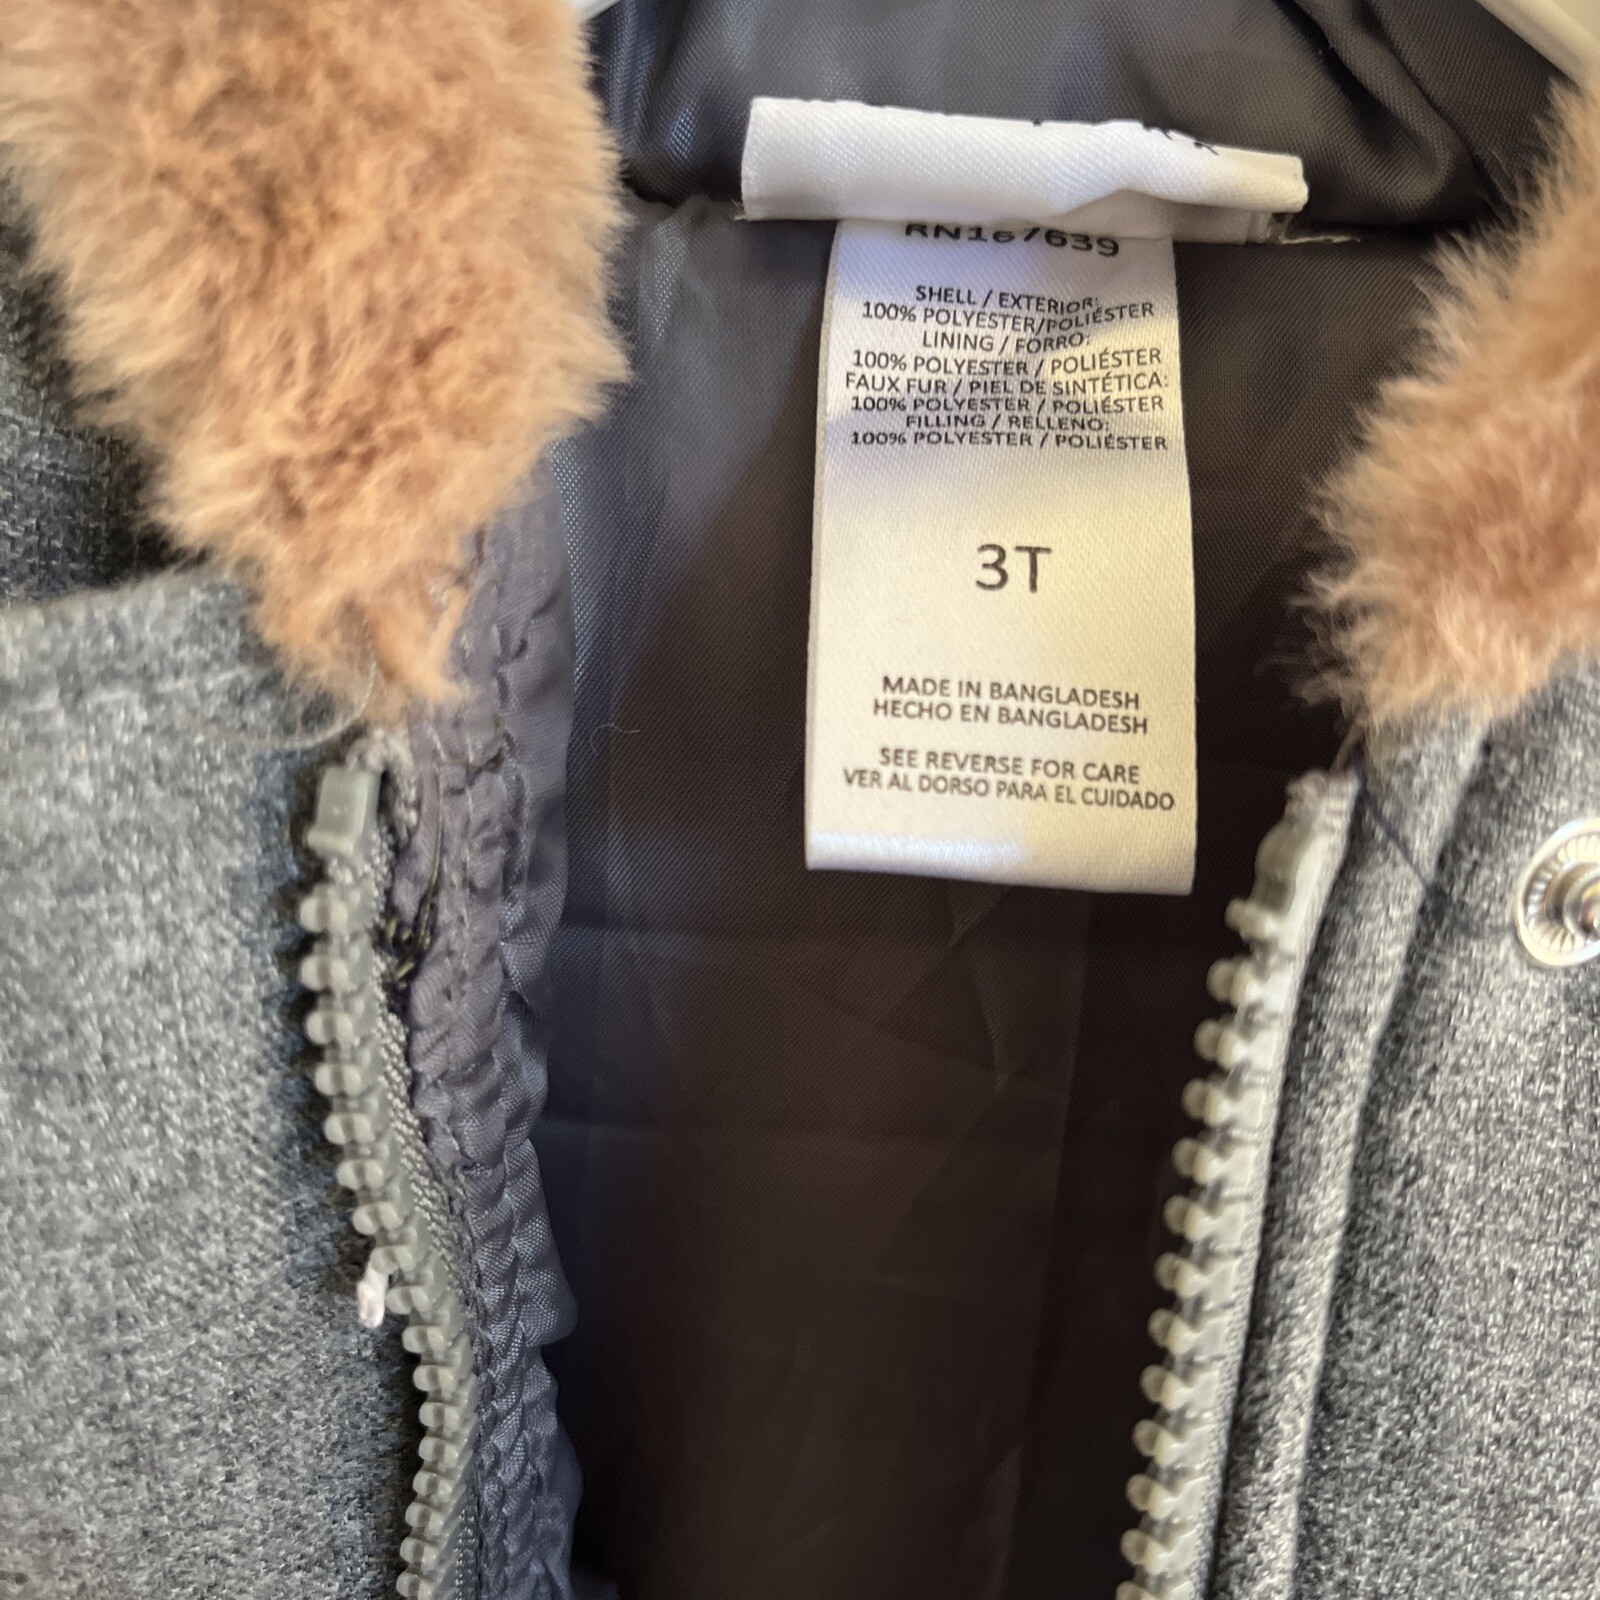 RN167639
SHELL / EXTERIOR:
100% POLYESTER/POLIÉSTER
LINING / FORRO:
100% POLYESTER / POLIÉSTER
FAUX FUR / PIEL DE SINTÉTICA:
100% POLYESTER / POLIÉSTER
FILLING / RELLENO:
100% POLYESTER / POLIÉSTER
3T
MADE IN BANGLADESH
HECHO EN BANGLADESH
SEE REVERSE FOR CARE
VER AL DORSO PARA EL CUIDADO